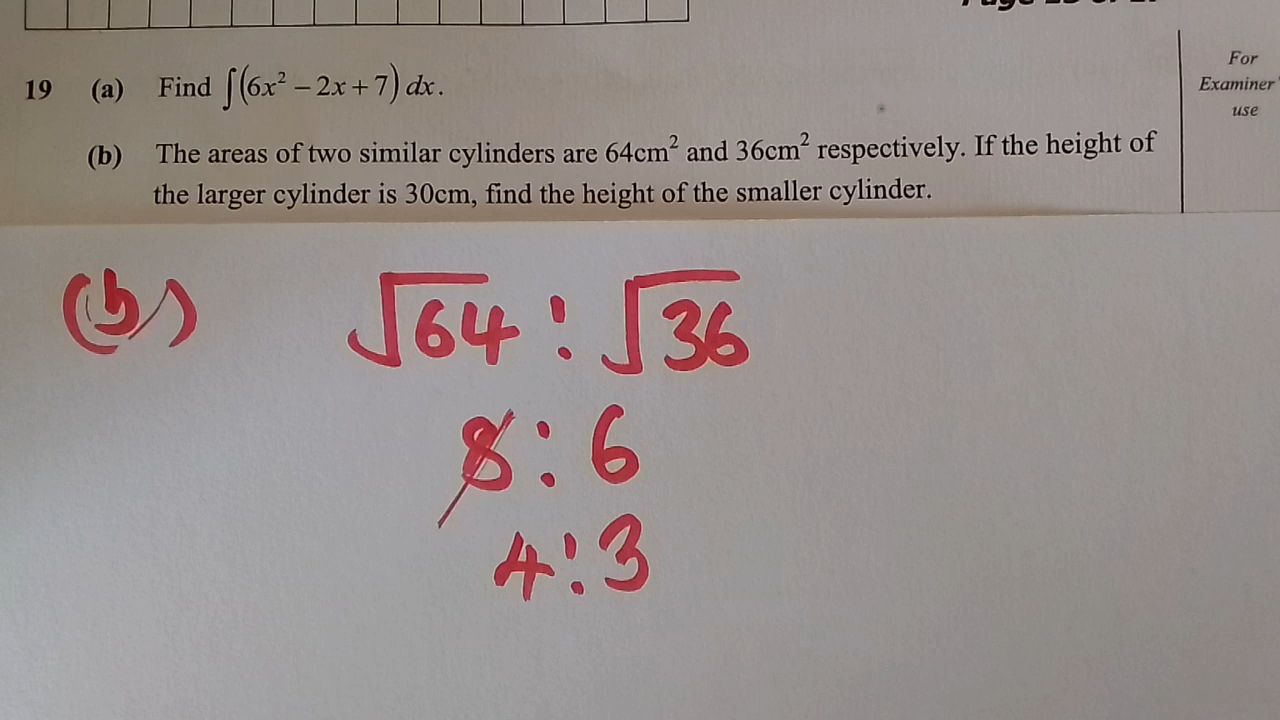 19 (a) Find ∫(6x² – 2x + 7) dx.
For
Examiner
use
(b) The areas of two similar cylinders are 64cm² and 36cm² respectively. If the height of
the larger cylinder is 30cm, find the height of the smaller cylinder.
(b) √64 : √36
8 : 6
4 : 3